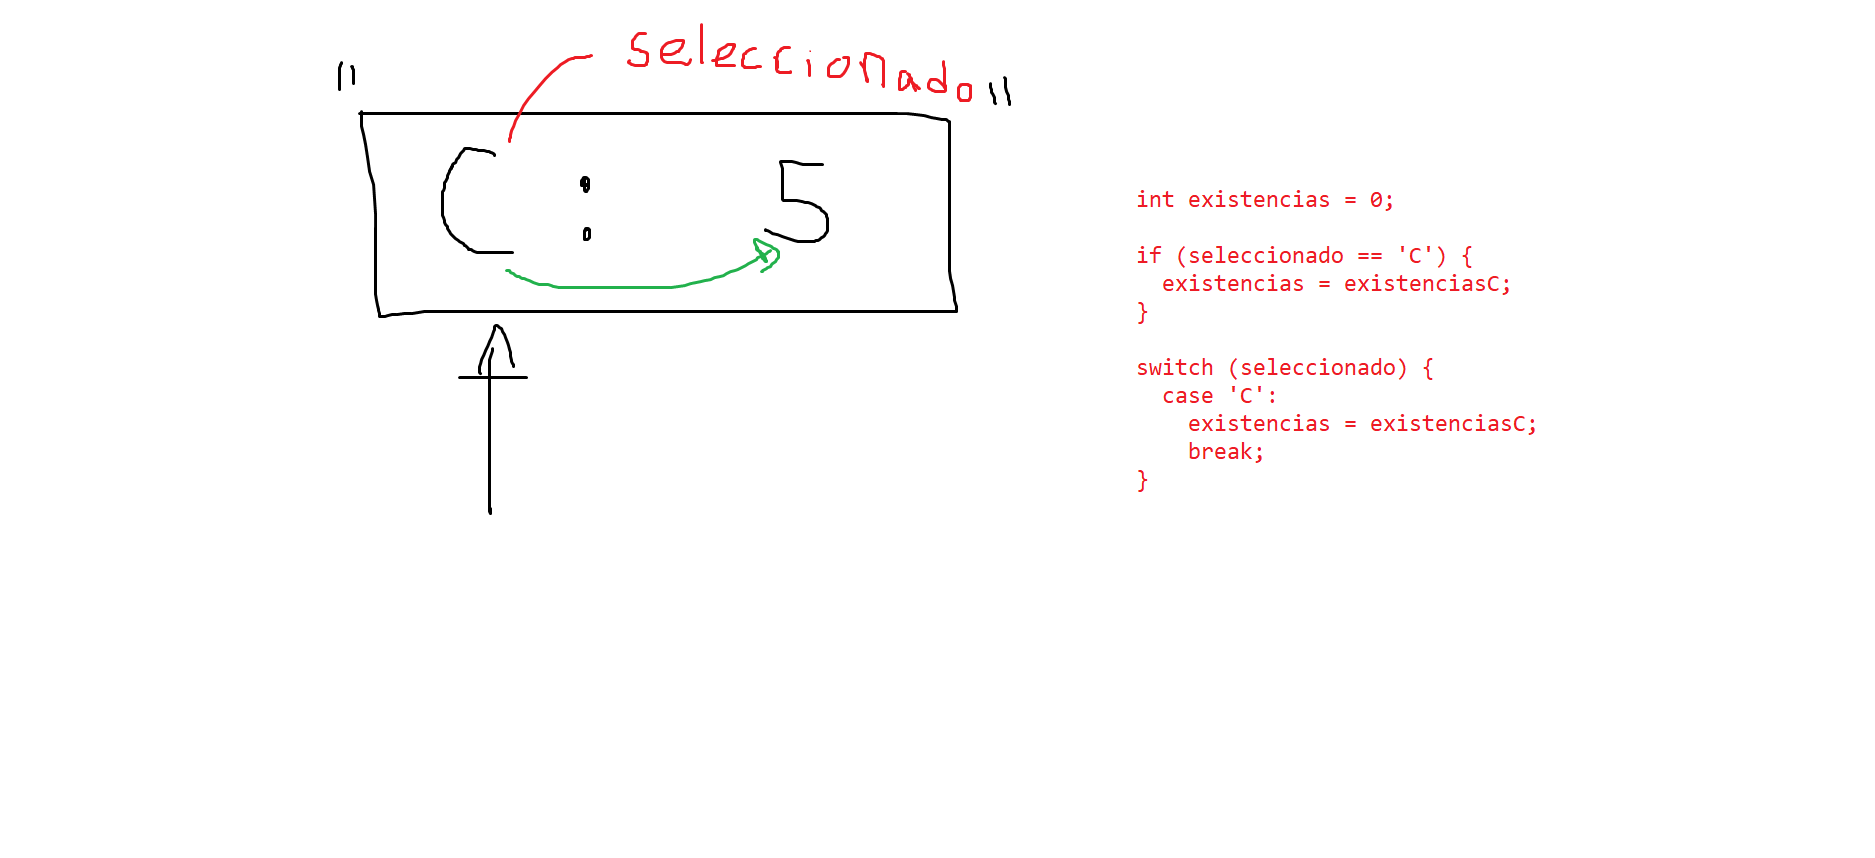 " seleccionado "
C : 5
int existencias = 0;
if (seleccionado == 'C') {
  existencias = existenciasC;
}
switch (seleccionado) {
  case 'C':
    existencias = existenciasC;
    break;
}